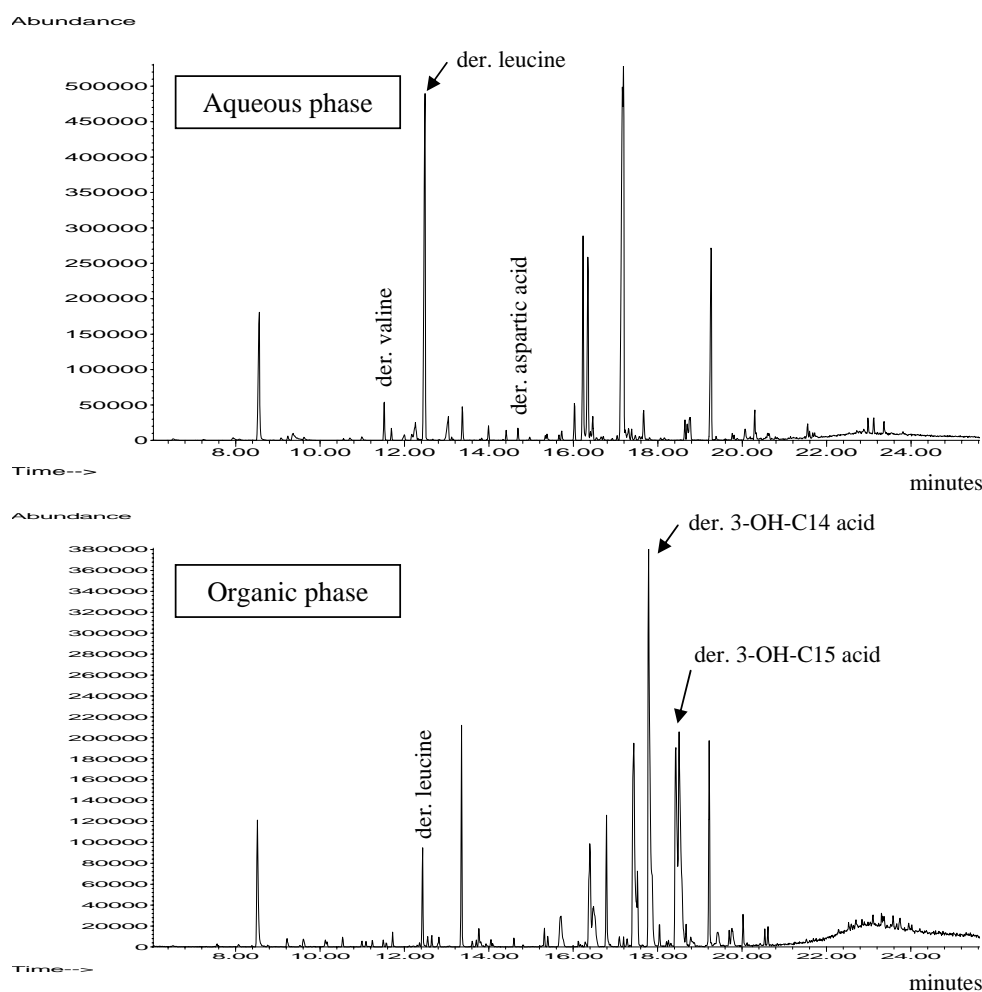 Abundance
der. leucine
500000
Aqueous phase
450000
400000
350000
300000
250000
200000
150000
100000
50000
0
der. valine
der. aspartic acid
8.00 10.00 12.00 14.00 16.00 18.00 20.00 22.00 24.00
Time-->
minutes
Abundance
der. 3-OH-C14 acid
380000
360000
340000
Organic phase
320000
300000
280000
der. 3-OH-C15 acid
260000
240000
220000
200000
180000
160000
140000
120000
100000
80000
60000
40000
20000
0
der. leucine
8.00 10.00 12.00 14.00 16.00 18.00 20.00 22.00 24.00
Time-->
minutes